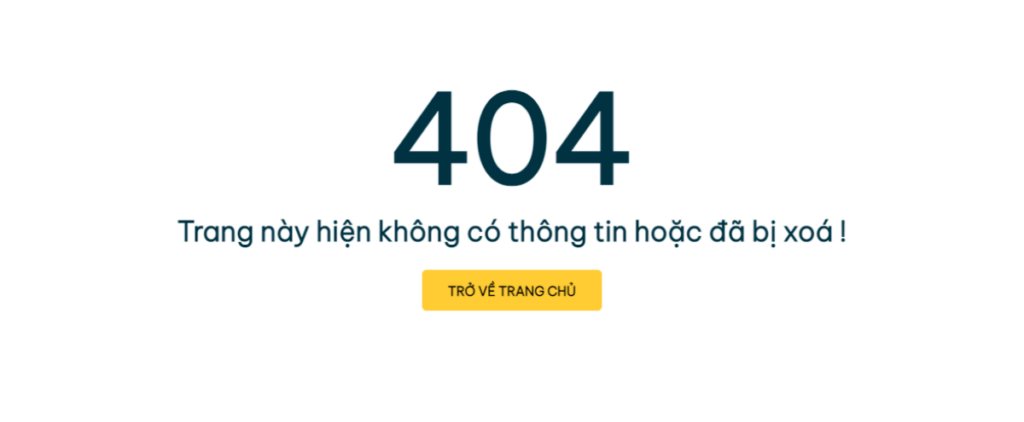 404
Trang này hiện không có thông tin hoặc đã bị xoá !
TRỞ VỀ TRANG CHỦ